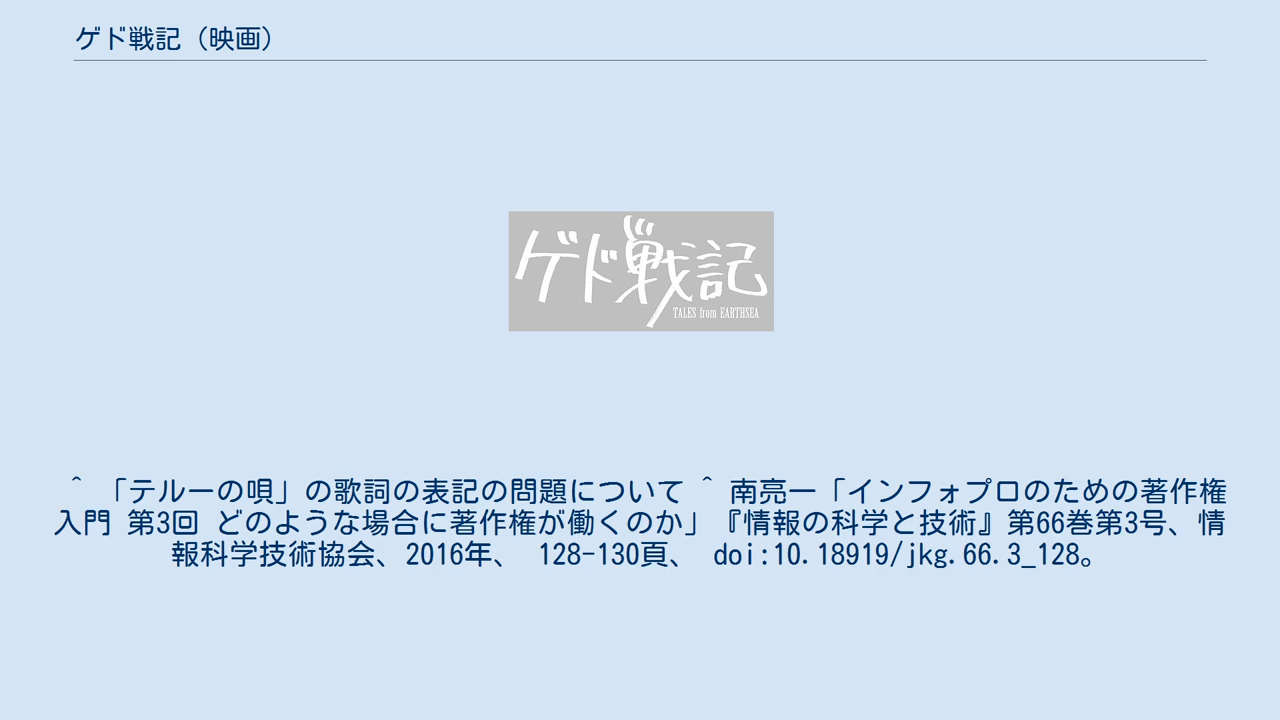 ゲド戦記（映画）
ゲド戦記
TALES from EARTHSEA
^ 「テルーの唄」の歌詞の表記の問題について ^ 南亮一「インフォプロのための著作権
入門 第3回 どのような場合に著作権が働くのか」『情報の科学と技術』第66巻第3号、情
報科学技術協会、2016年、 128-130頁、 doi:10.18919/jkg.66.3_128。